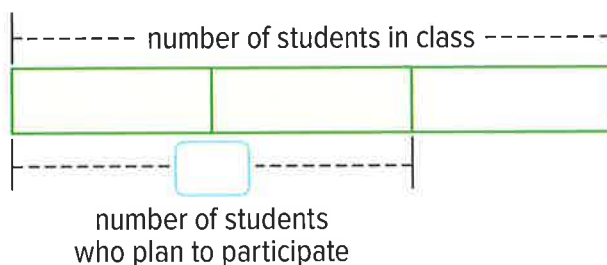 number of students in class
number of students
who plan to participate